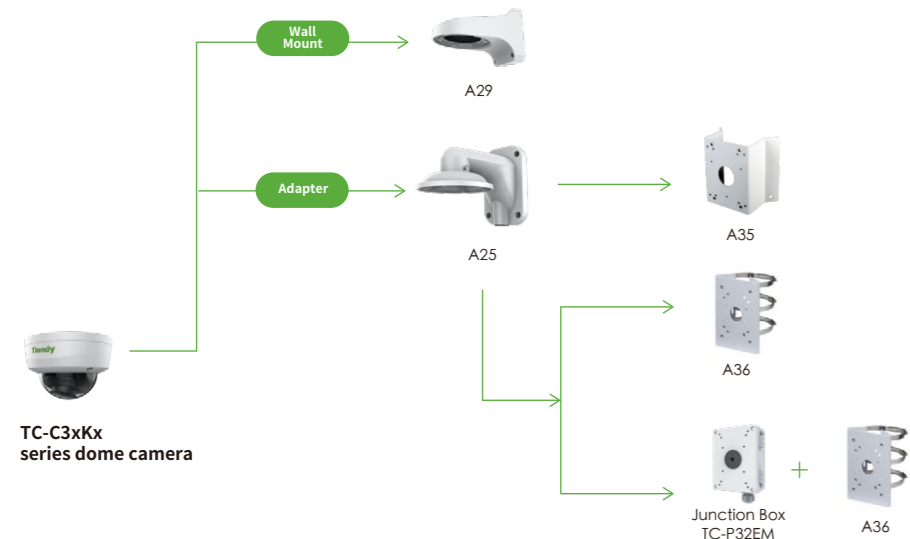 Wall
Mount
A29
Adapter
A25
A35
A36
Tiandy
TC-C3xKx
series dome camera
Junction Box
TC-P32EM
+
A36